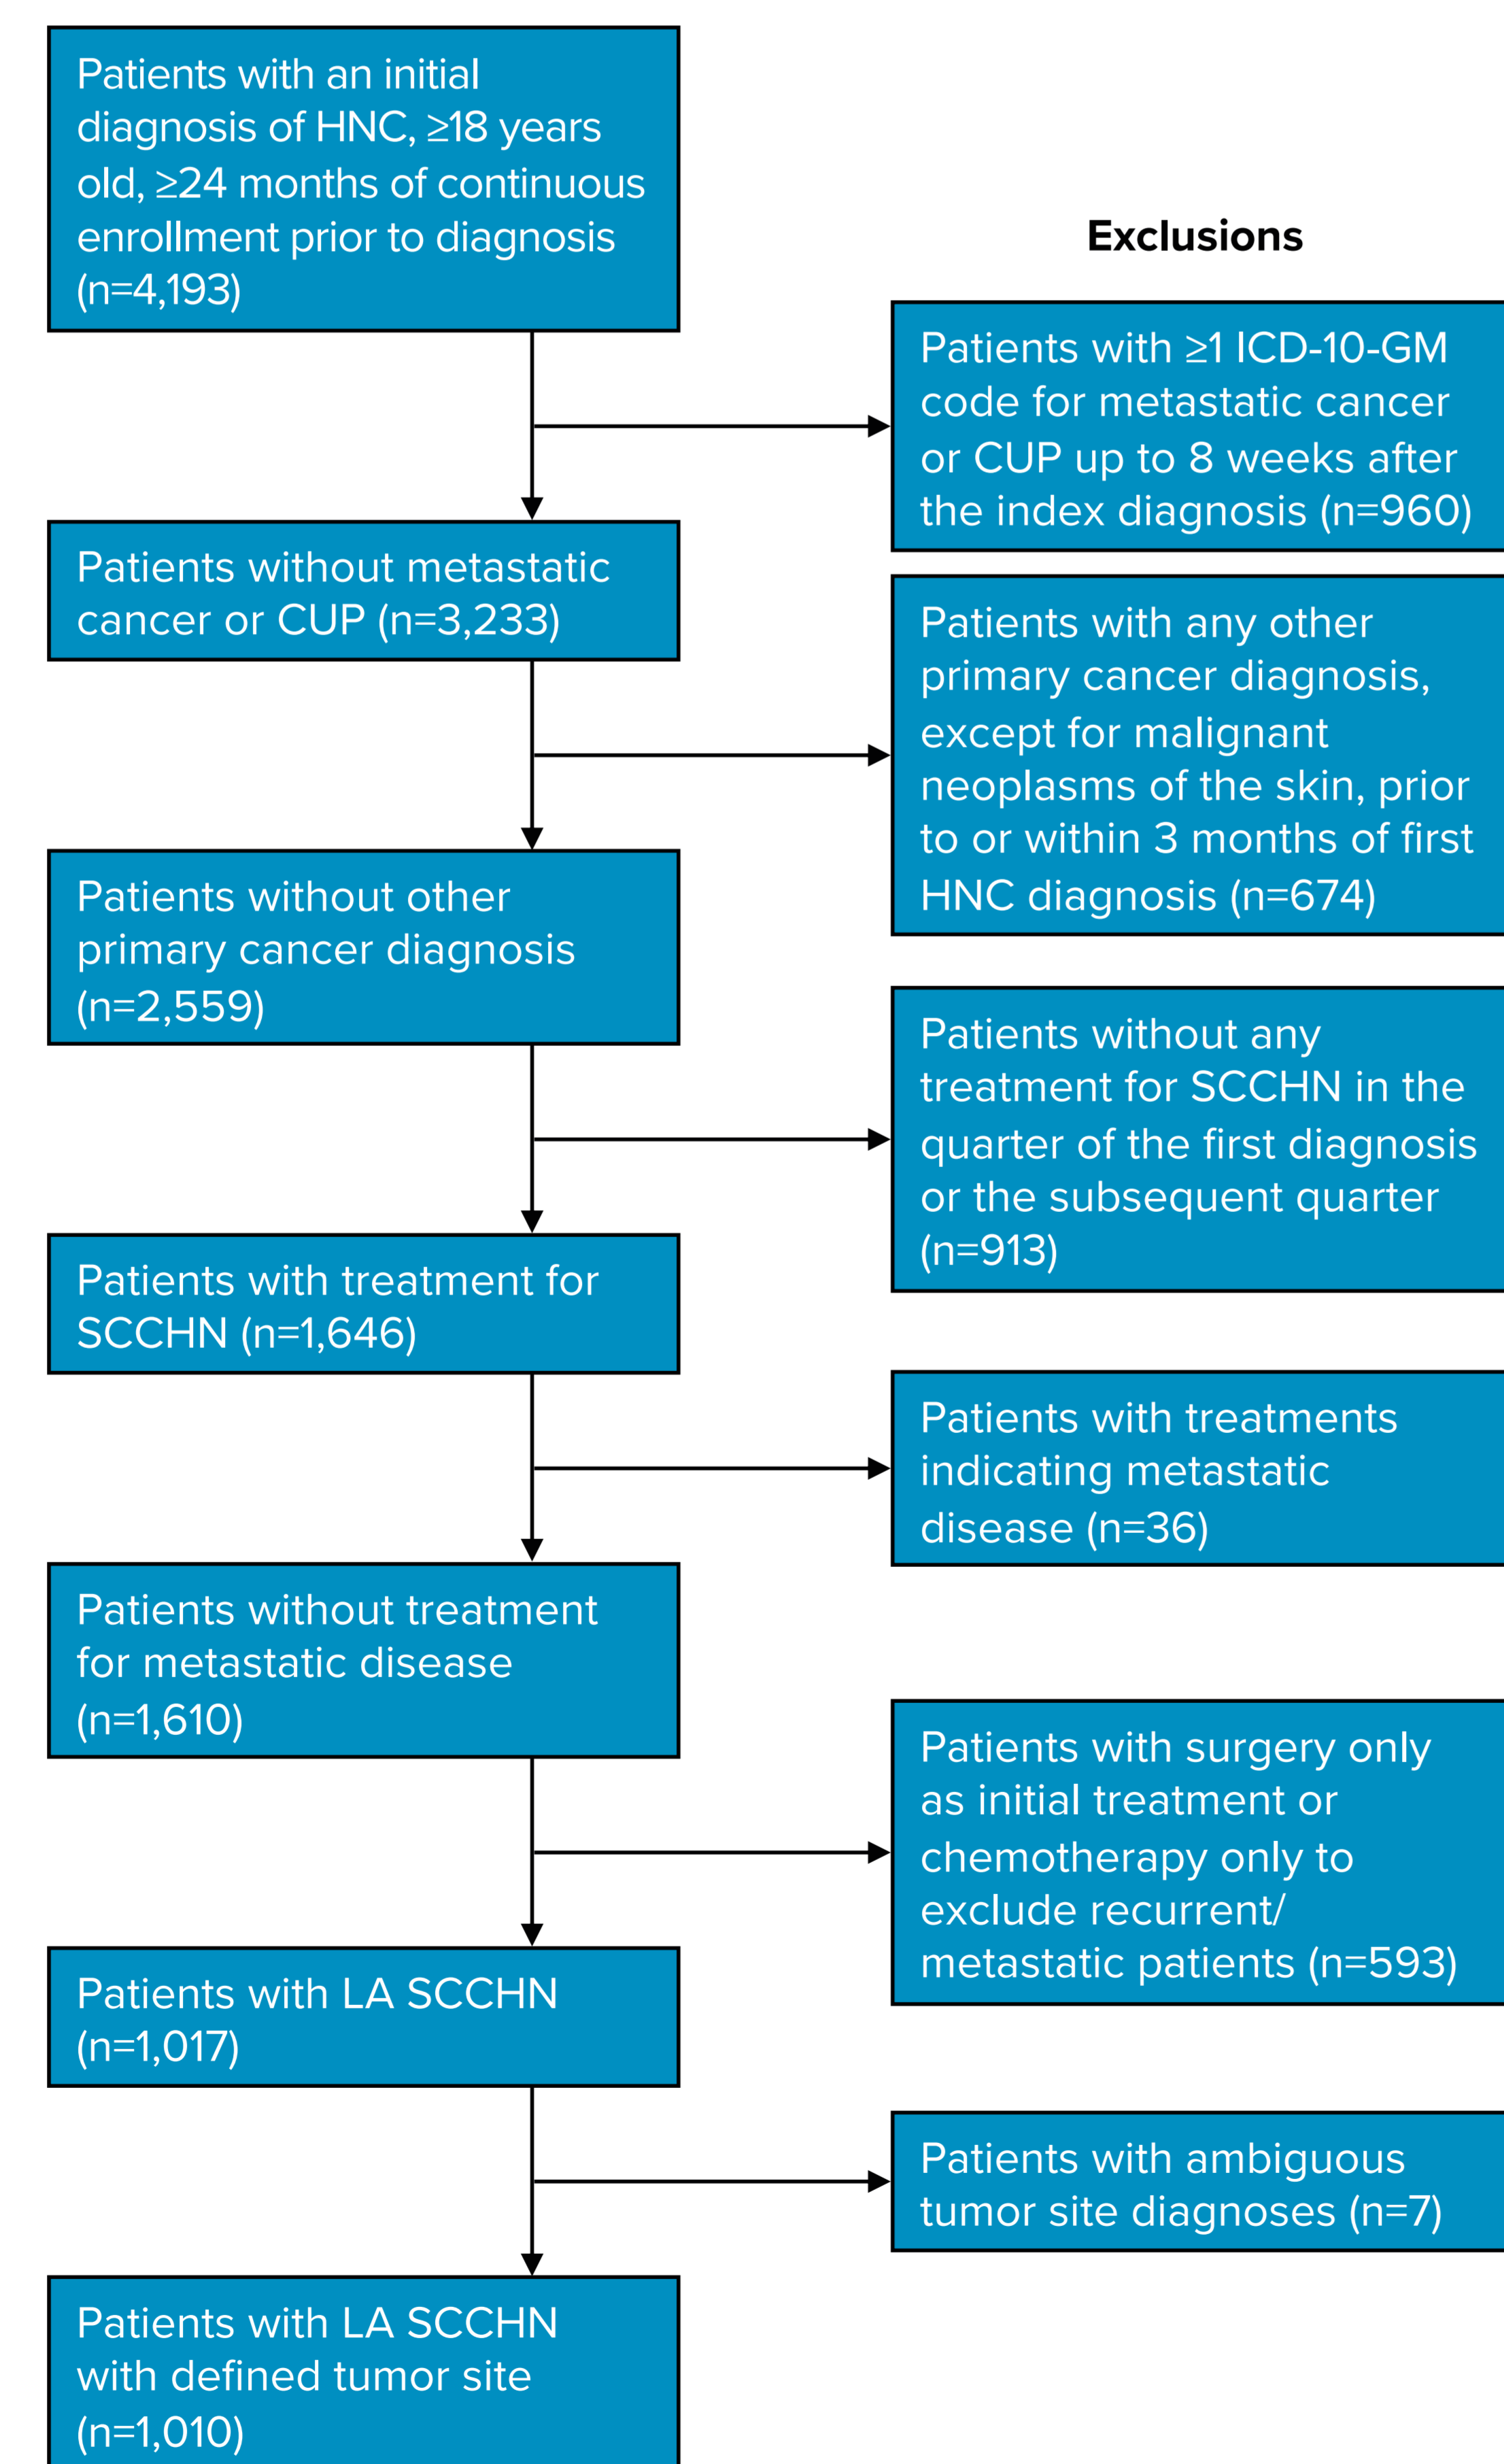 Patients with an initial
diagnosis of HNC, ≥18 years
old, ≥24 months of continuous
enrollment prior to diagnosis
(n=4,193)
Exclusions
Patients with ≥1 ICD-10-GM
code for metastatic cancer
or CUP up to 8 weeks after
the index diagnosis (n=960)
Patients without metastatic
cancer or CUP (n=3,233)
Patients with any other
primary cancer diagnosis,
except for malignant
neoplasms of the skin, prior
to or within 3 months of first
HNC diagnosis (n=674)
Patients without other
primary cancer diagnosis
(n=2,559)
Patients without any
treatment for SCCHN in the
quarter of the first diagnosis
or the subsequent quarter
(n=913)
Patients with treatment for
SCCHN (n=1,646)
Patients with treatments
indicating metastatic
disease (n=36)
Patients without treatment
for metastatic disease
(n=1,610)
Patients with surgery only
as initial treatment or
chemotherapy only to
exclude recurrent/
metastatic patients (n=593)
Patients with LA SCCHN
(n=1,017)
Patients with ambiguous
tumor site diagnoses (n=7)
Patients with LA SCCHN
with defined tumor site
(n=1,010)